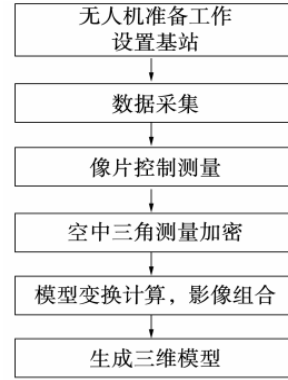 无人机准备工作
设置基站
数据采集
像片控制测量
空中三角测量加密
模型变换计算，影像组合
生成三维模型